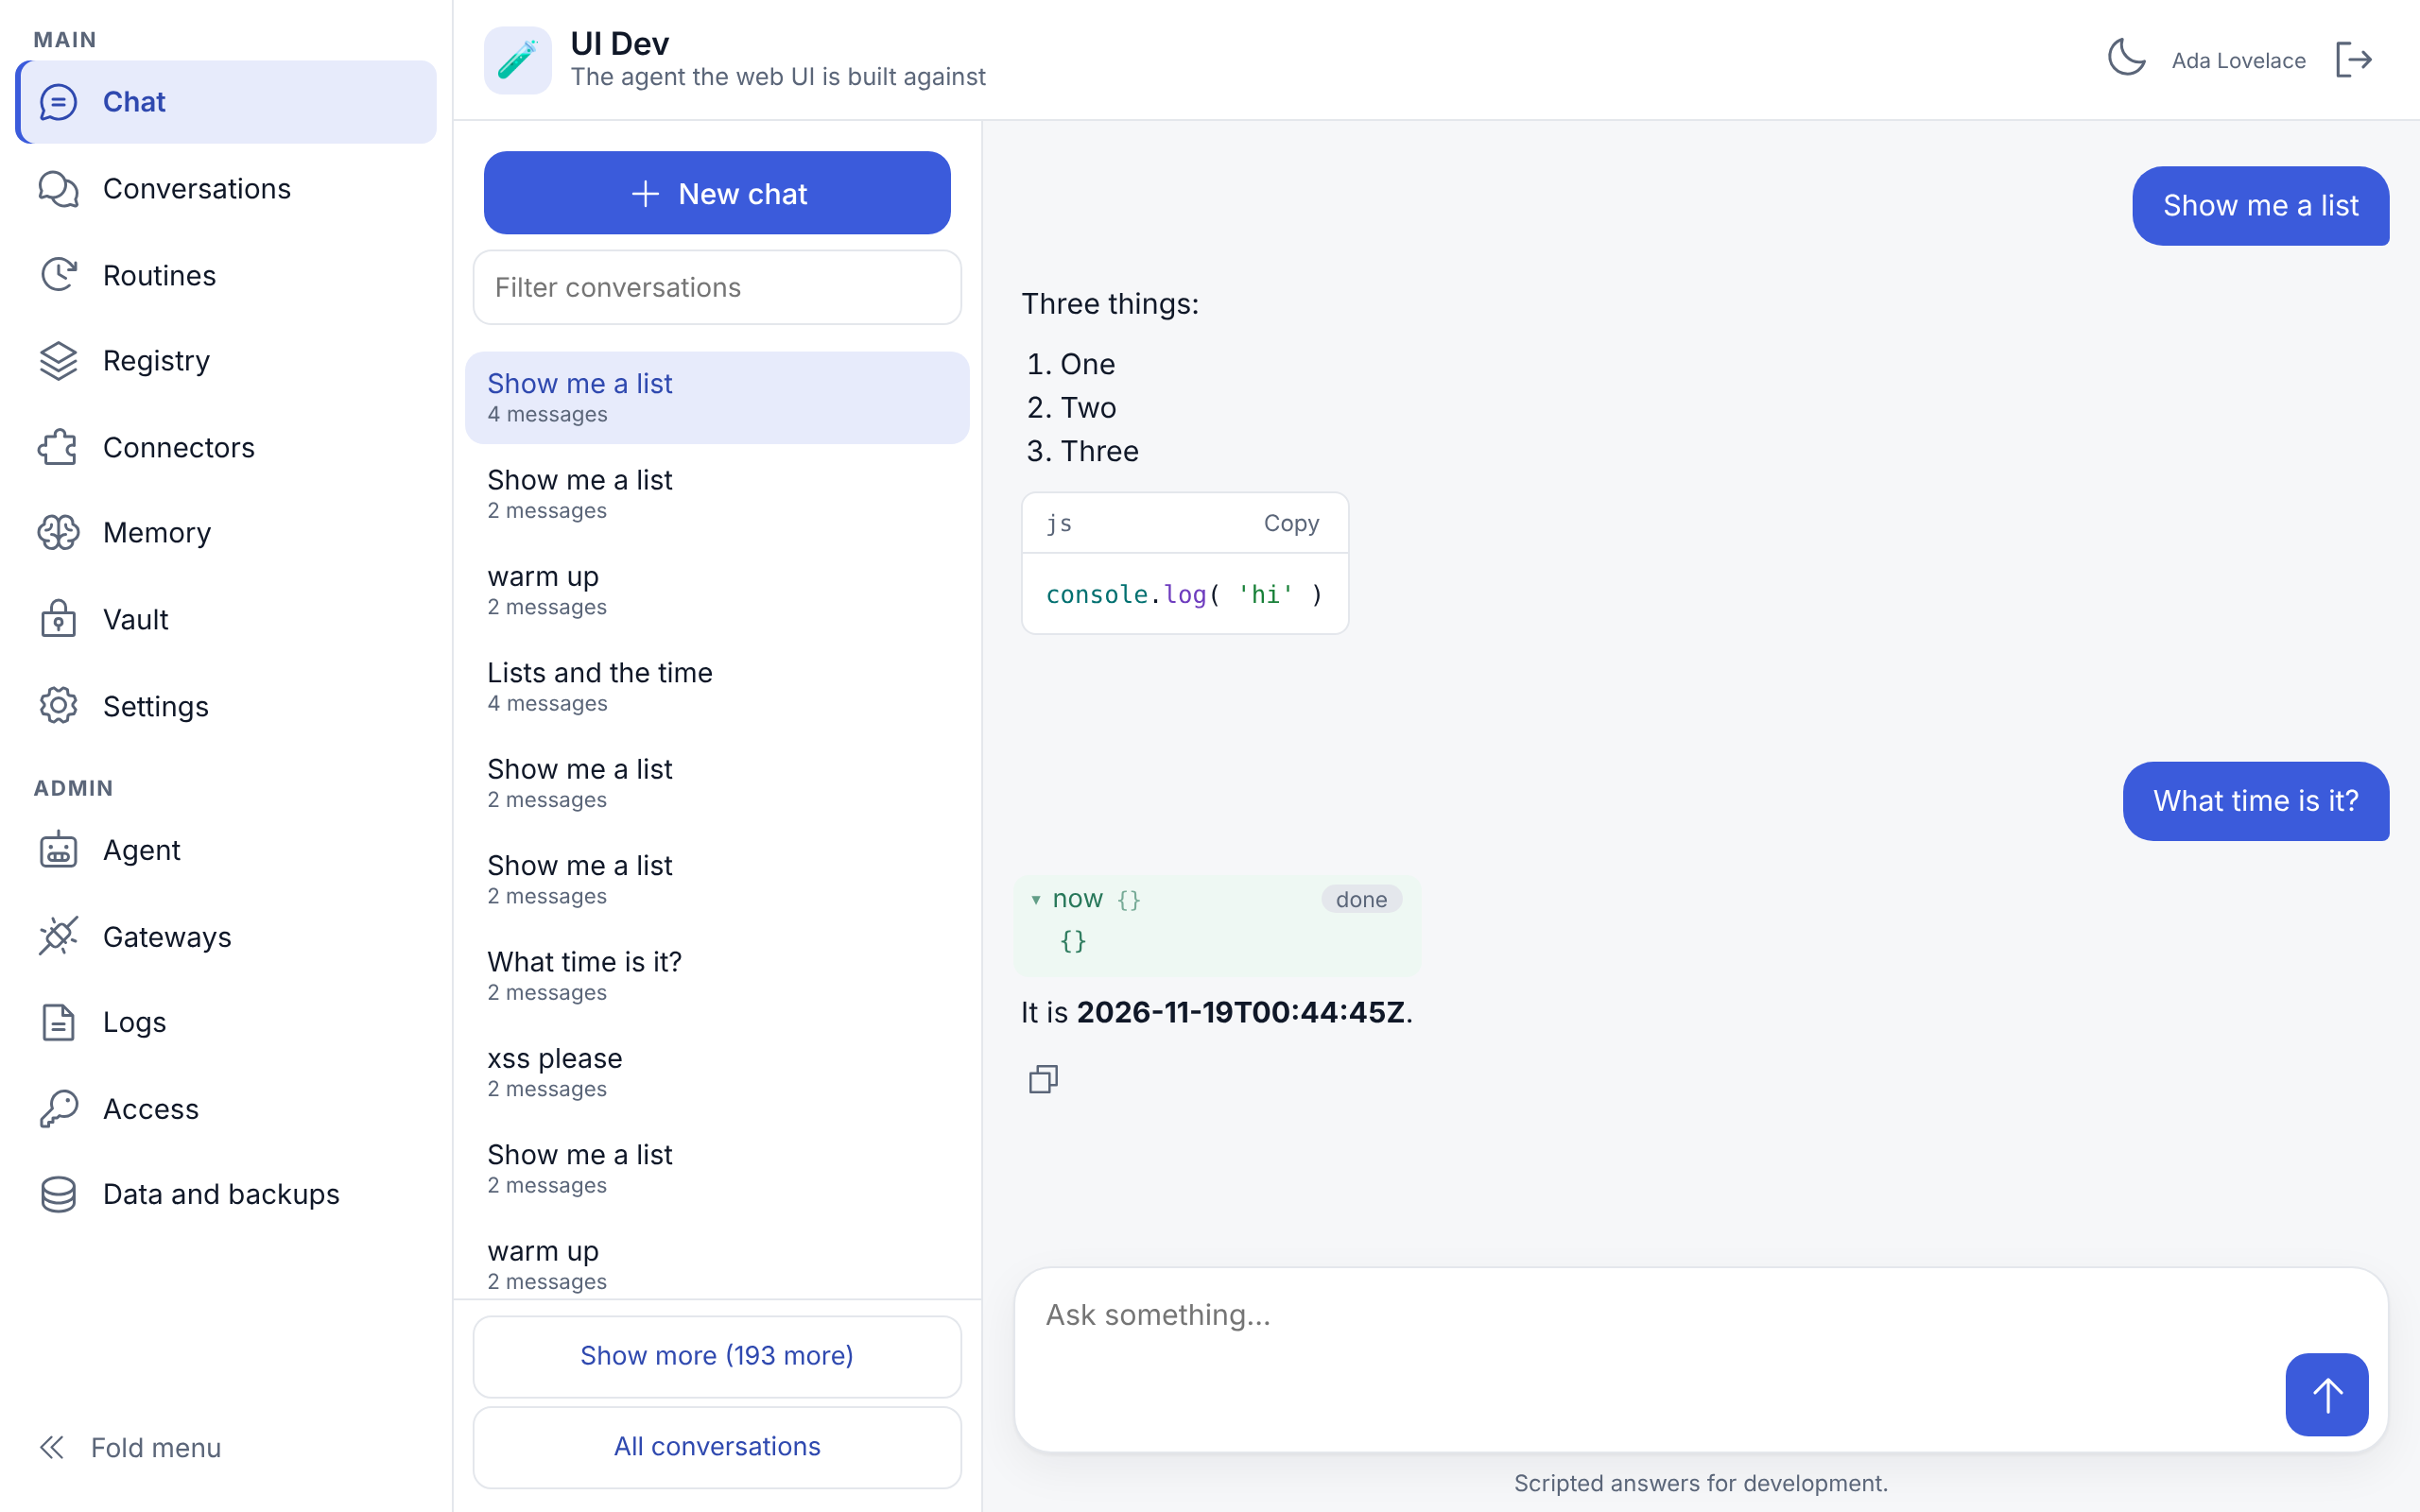 MAIN
Chat
Conversations
Routines
Registry
Connectors
Memory
Vault
Settings
ADMIN
Agent
Gateways
Logs
Access
Data and backups
Fold menu
UI Dev
The agent the web UI is built against
Ada Lovelace
New chat
Filter conversations
Show me a list
4 messages
Show me a list
2 messages
warm up
2 messages
Lists and the time
4 messages
Show me a list
2 messages
Show me a list
2 messages
What time is it?
2 messages
xss please
2 messages
Show me a list
2 messages
warm up
2 messages
Show more (193 more)
All conversations
Show me a list
Three things:
1. One
2. Two
3. Three
js Copy
console.log( 'hi' )
What time is it?
now {} done
{}
It is 2026-11-19T00:44:45Z.
Ask something...
Scripted answers for development.